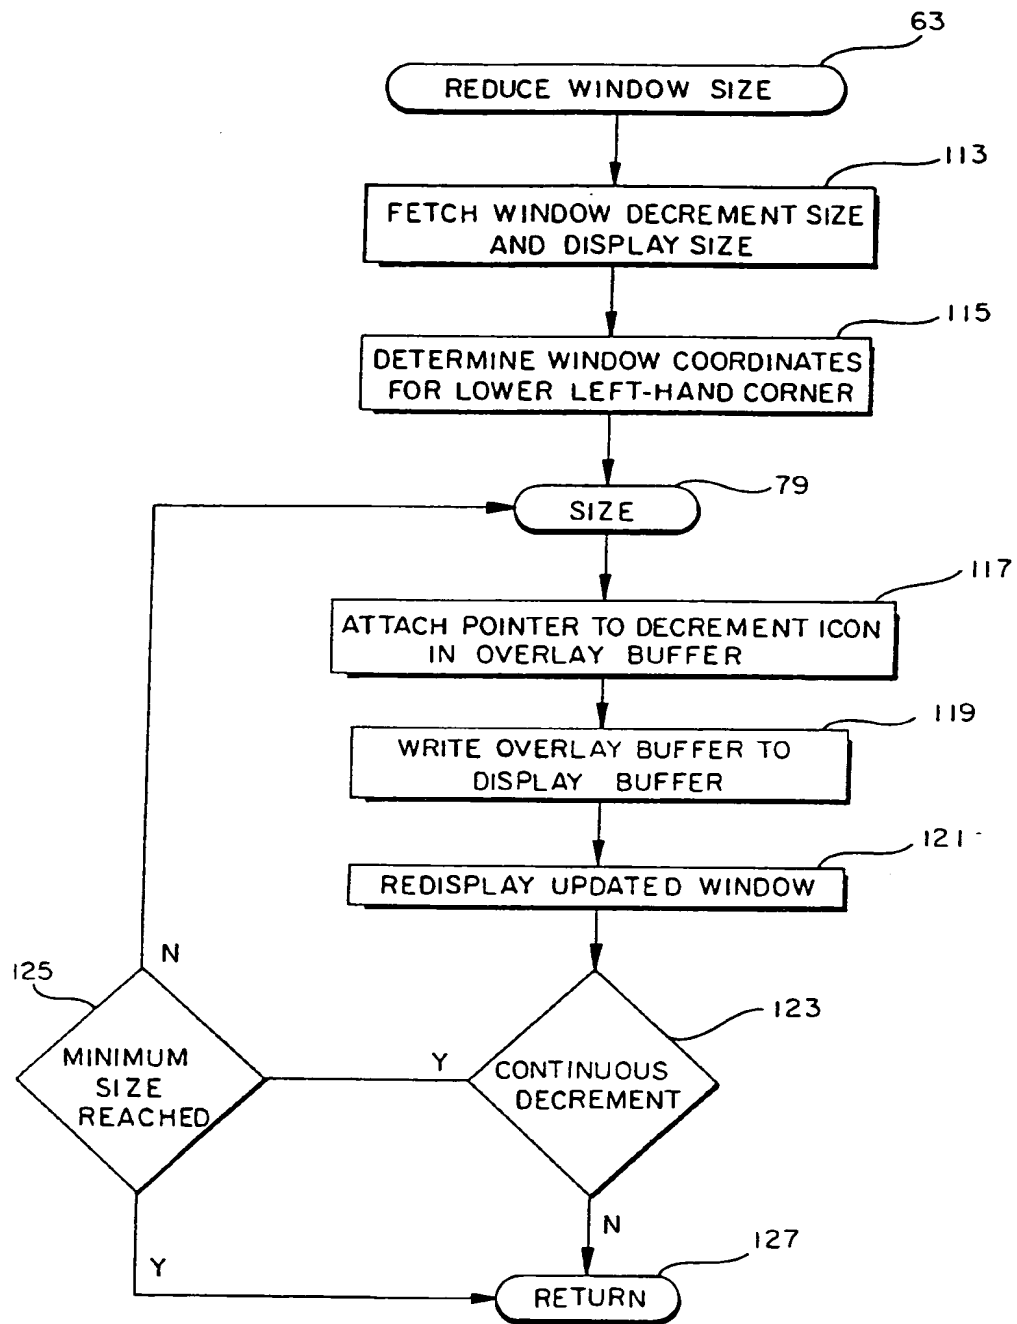 63
REDUCE WINDOW SIZE
113
FETCH WINDOW DECREMENT SIZE
AND DISPLAY SIZE
115
DETERMINE WINDOW COORDINATES
FOR LOWER LEFT-HAND CORNER
79
SIZE
117
ATTACH POINTER TO DECREMENT ICON
IN OVERLAY BUFFER
119
WRITE OVERLAY BUFFER TO
DISPLAY BUFFER
121
REDISPLAY UPDATED WINDOW
N
125
123
MINIMUM
SIZE
REACHED
Y
CONTINUOUS
DECREMENT
N
Y
127
RETURN